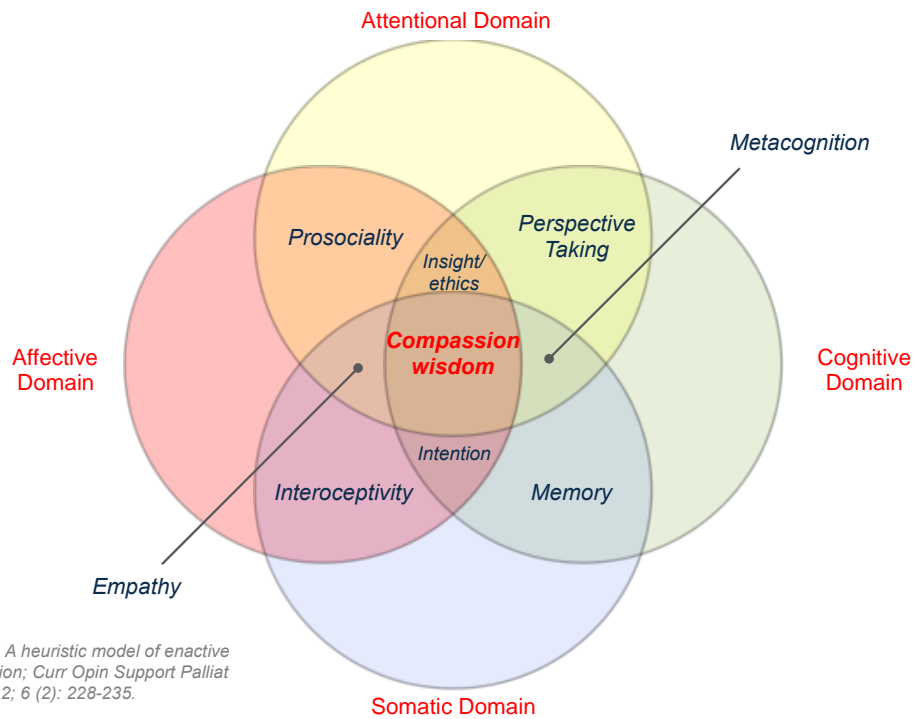 Attentional Domain
Metacognition
Prosociality
Perspective
Taking
Insight/
ethics
Compassion
wisdom
Affective
Domain
Cognitive
Domain
Intention
Interoceptivity
Memory
Empathy
A heuristic model of enactive
ion; Curr Opin Support Palliat
2; 6 (2): 228-235.
Somatic Domain